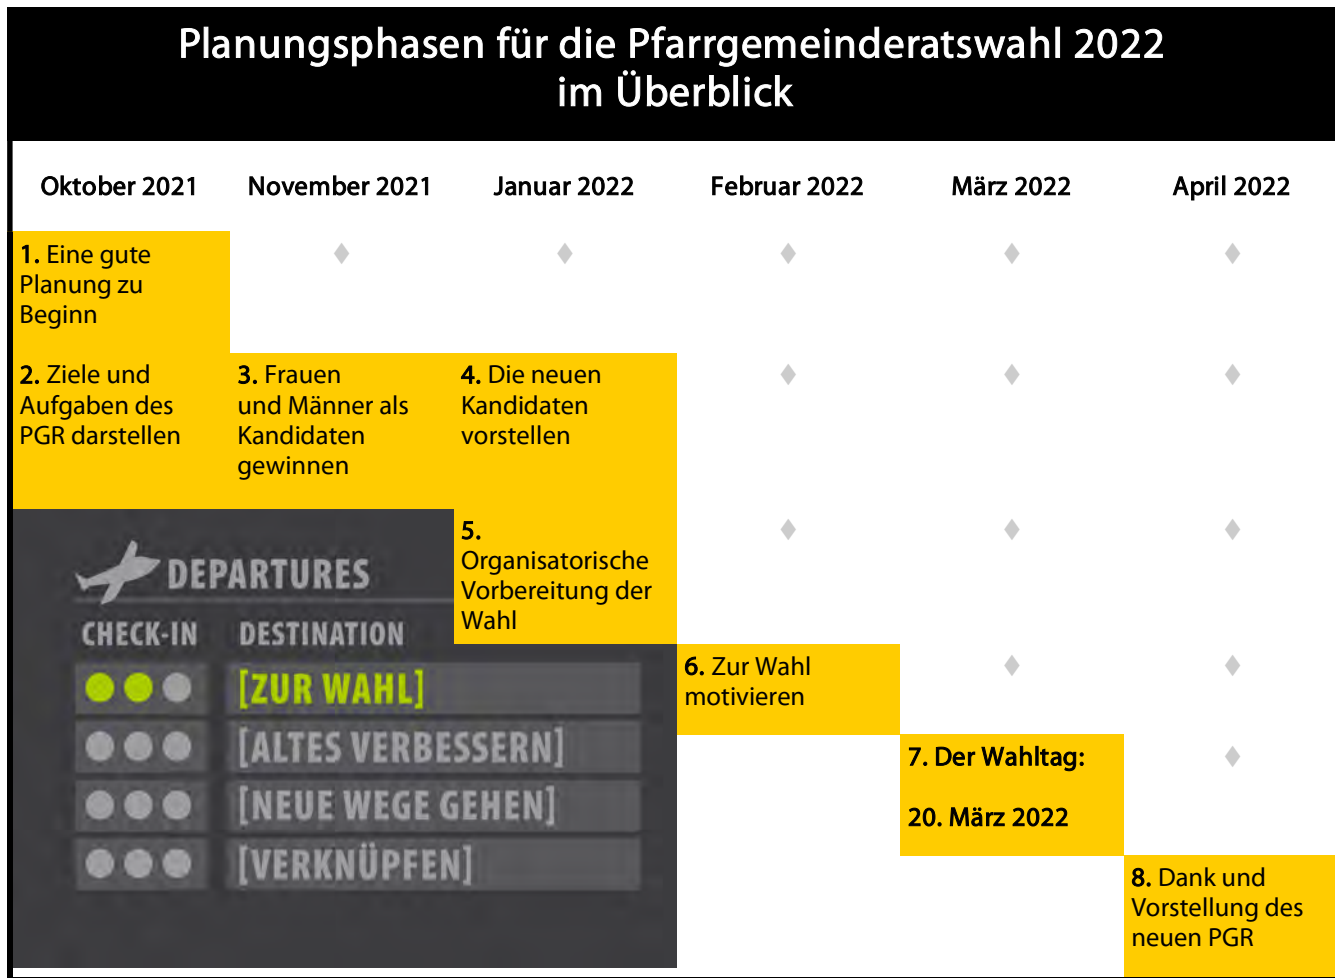 Planungsphasen für die Pfarrgemeinderatswahl 2022
im Überblick
Oktober 2021 November 2021 Januar 2022 Februar 2022 März 2022 April 2022
1. Eine gute
Planung zu
Beginn
2. Ziele und
Aufgaben des
PGR darstellen
3. Frauen
und Männer als
Kandidaten
gewinnen
4. Die neuen
Kandidaten
vorstellen
5.
Organisatorische
Vorbereitung der
Wahl
DEPARTURES
CHECK-IN DESTINATION
[ZUR WAHL]
[ALTES VERBESSERN]
[NEUE WEGE GEHEN]
[VERKNÜPFEN]
6. Zur Wahl
motivieren
7. Der Wahltag:
20. März 2022
8. Dank und
Vorstellung des
neuen PGR